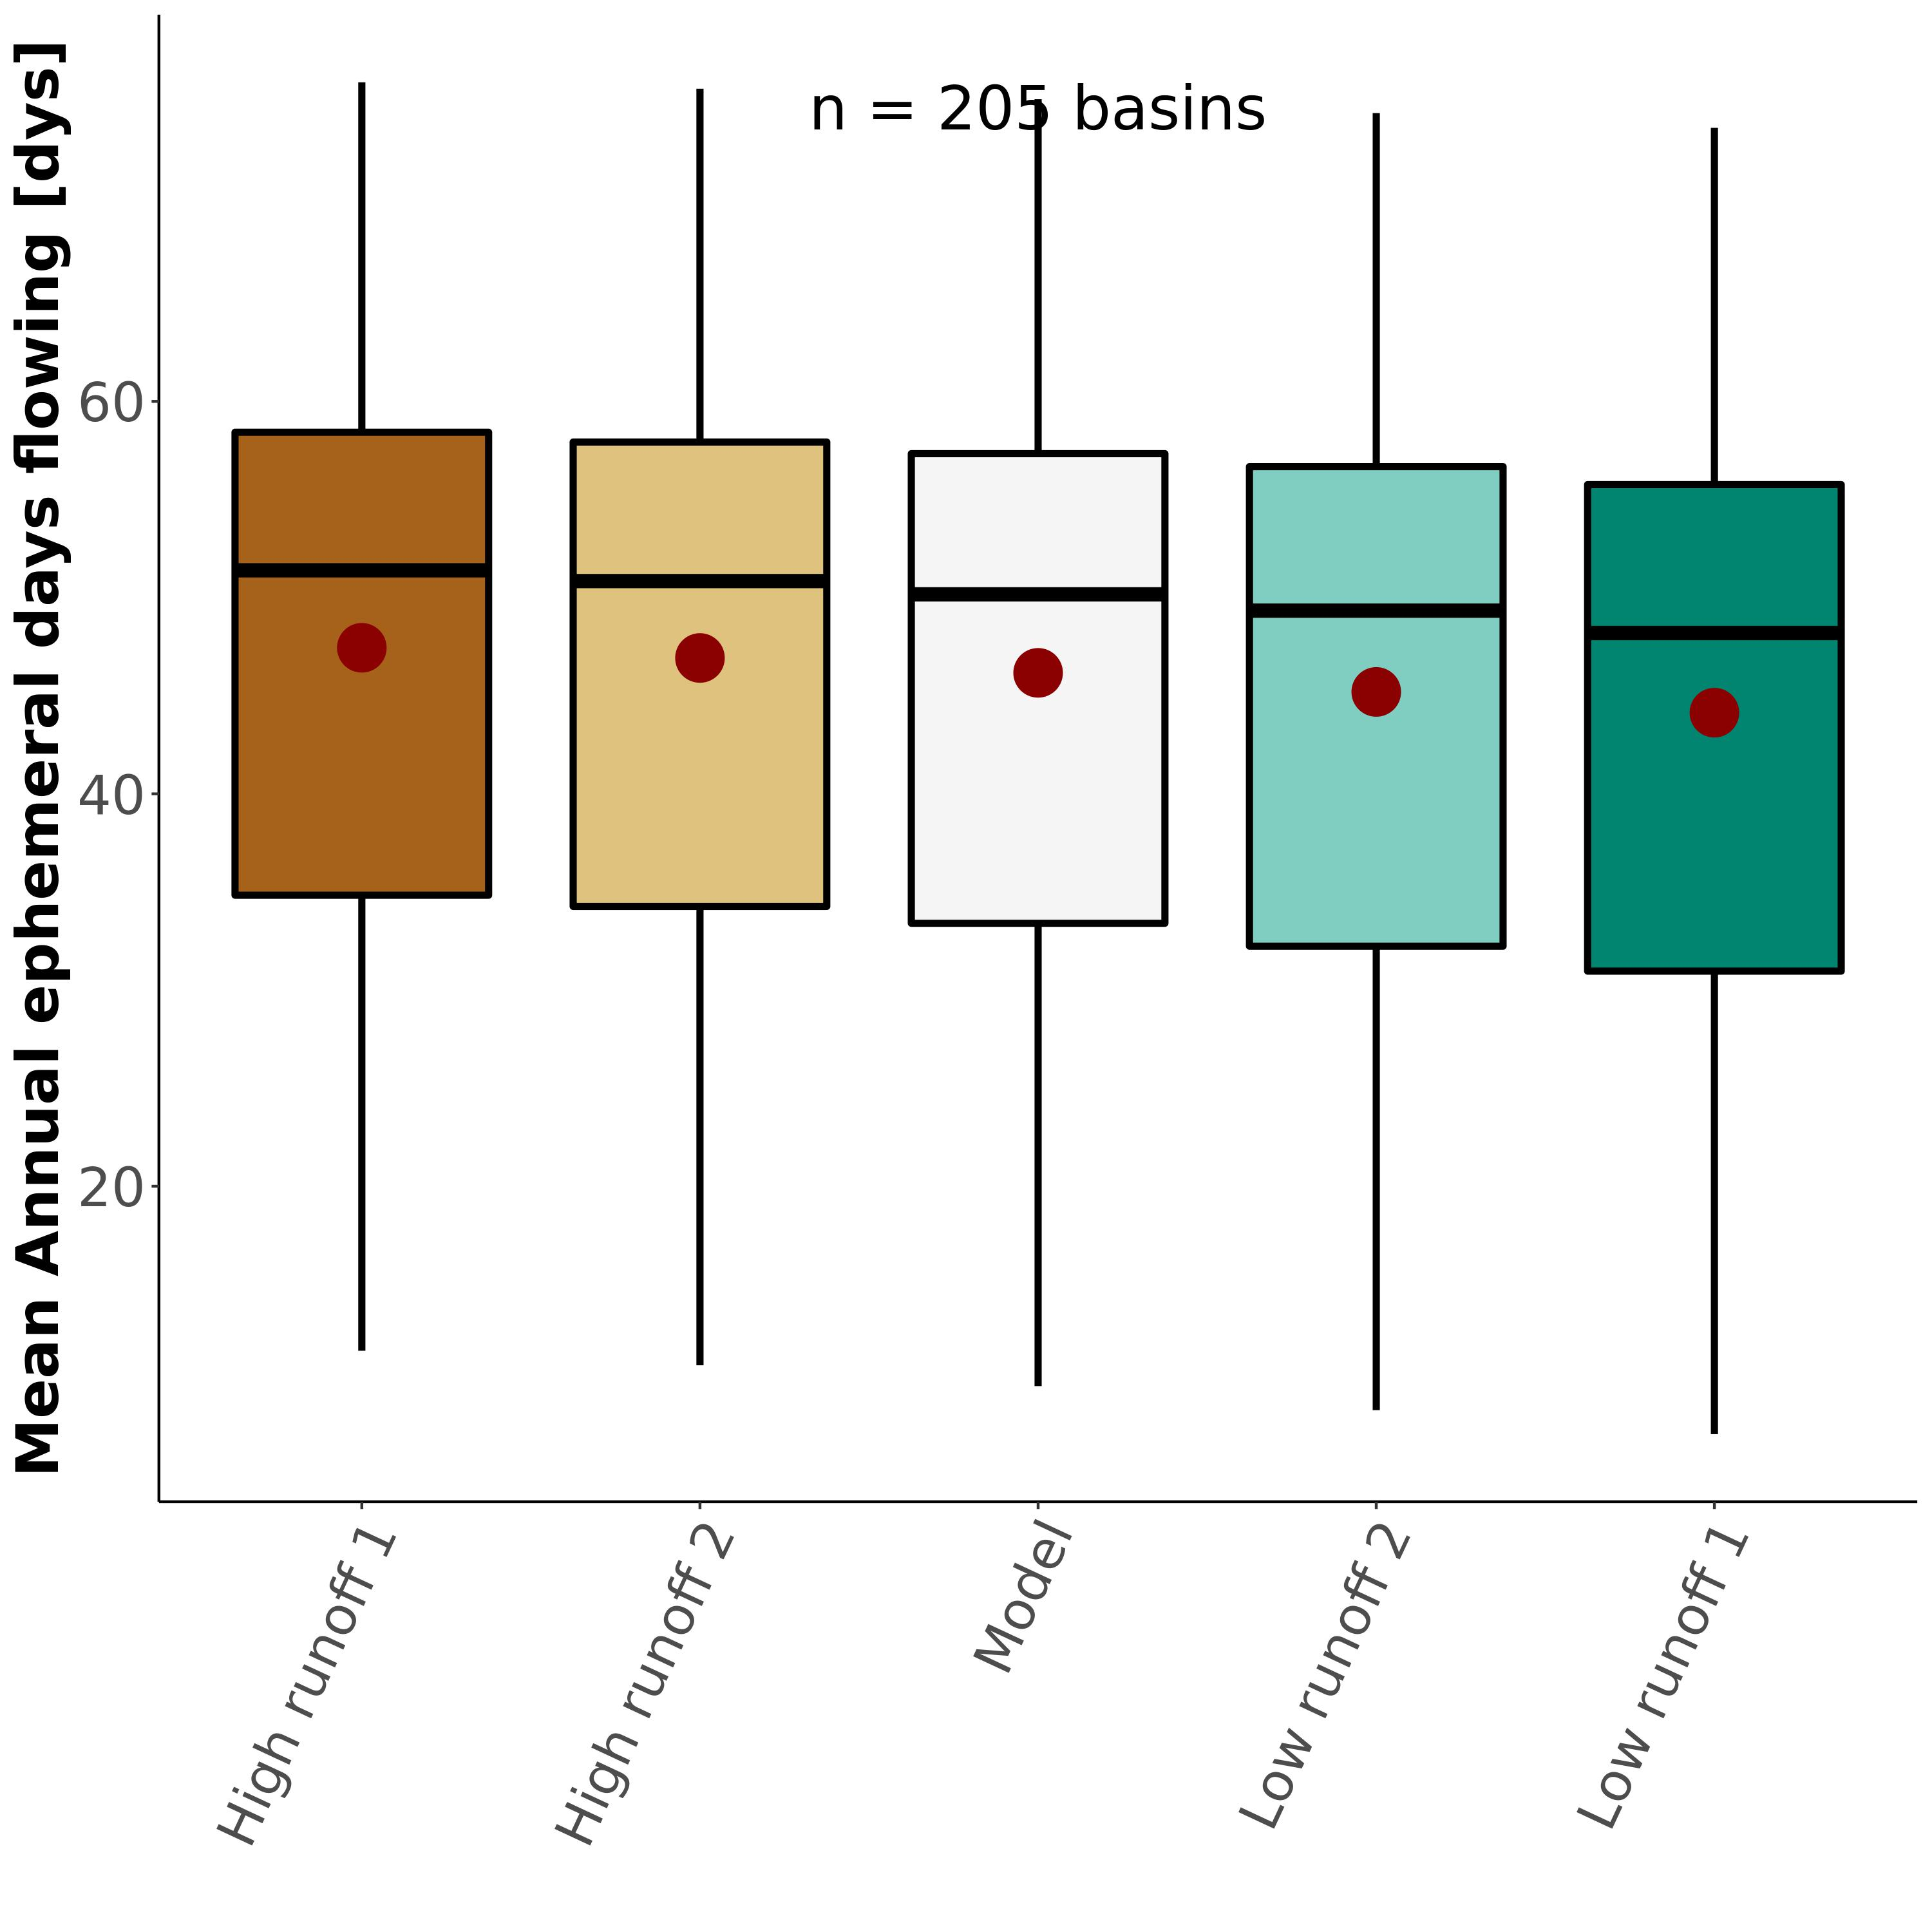 Mean Annual ephemeral days flowing [dys]
n = 205 basins
60
40
20
High runoff 1
High runoff 2
Model
Low runoff 2
Low runoff 1